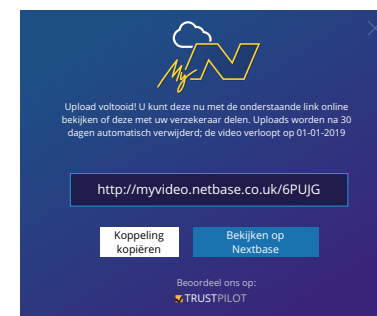 My N
Upload voltooid! U kunt deze nu met de onderstaande link online
bekijken of deze met uw verzekeraar delen. Uploads worden na 30
dagen automatisch verwijderd; de video verloopt op 01-01-2019
http://myvideo.netbase.co.uk/6PUJG
Koppeling
kopiëren
Bekijken op
Nextbase
Beoordeel ons op:
TRUSTPILOT